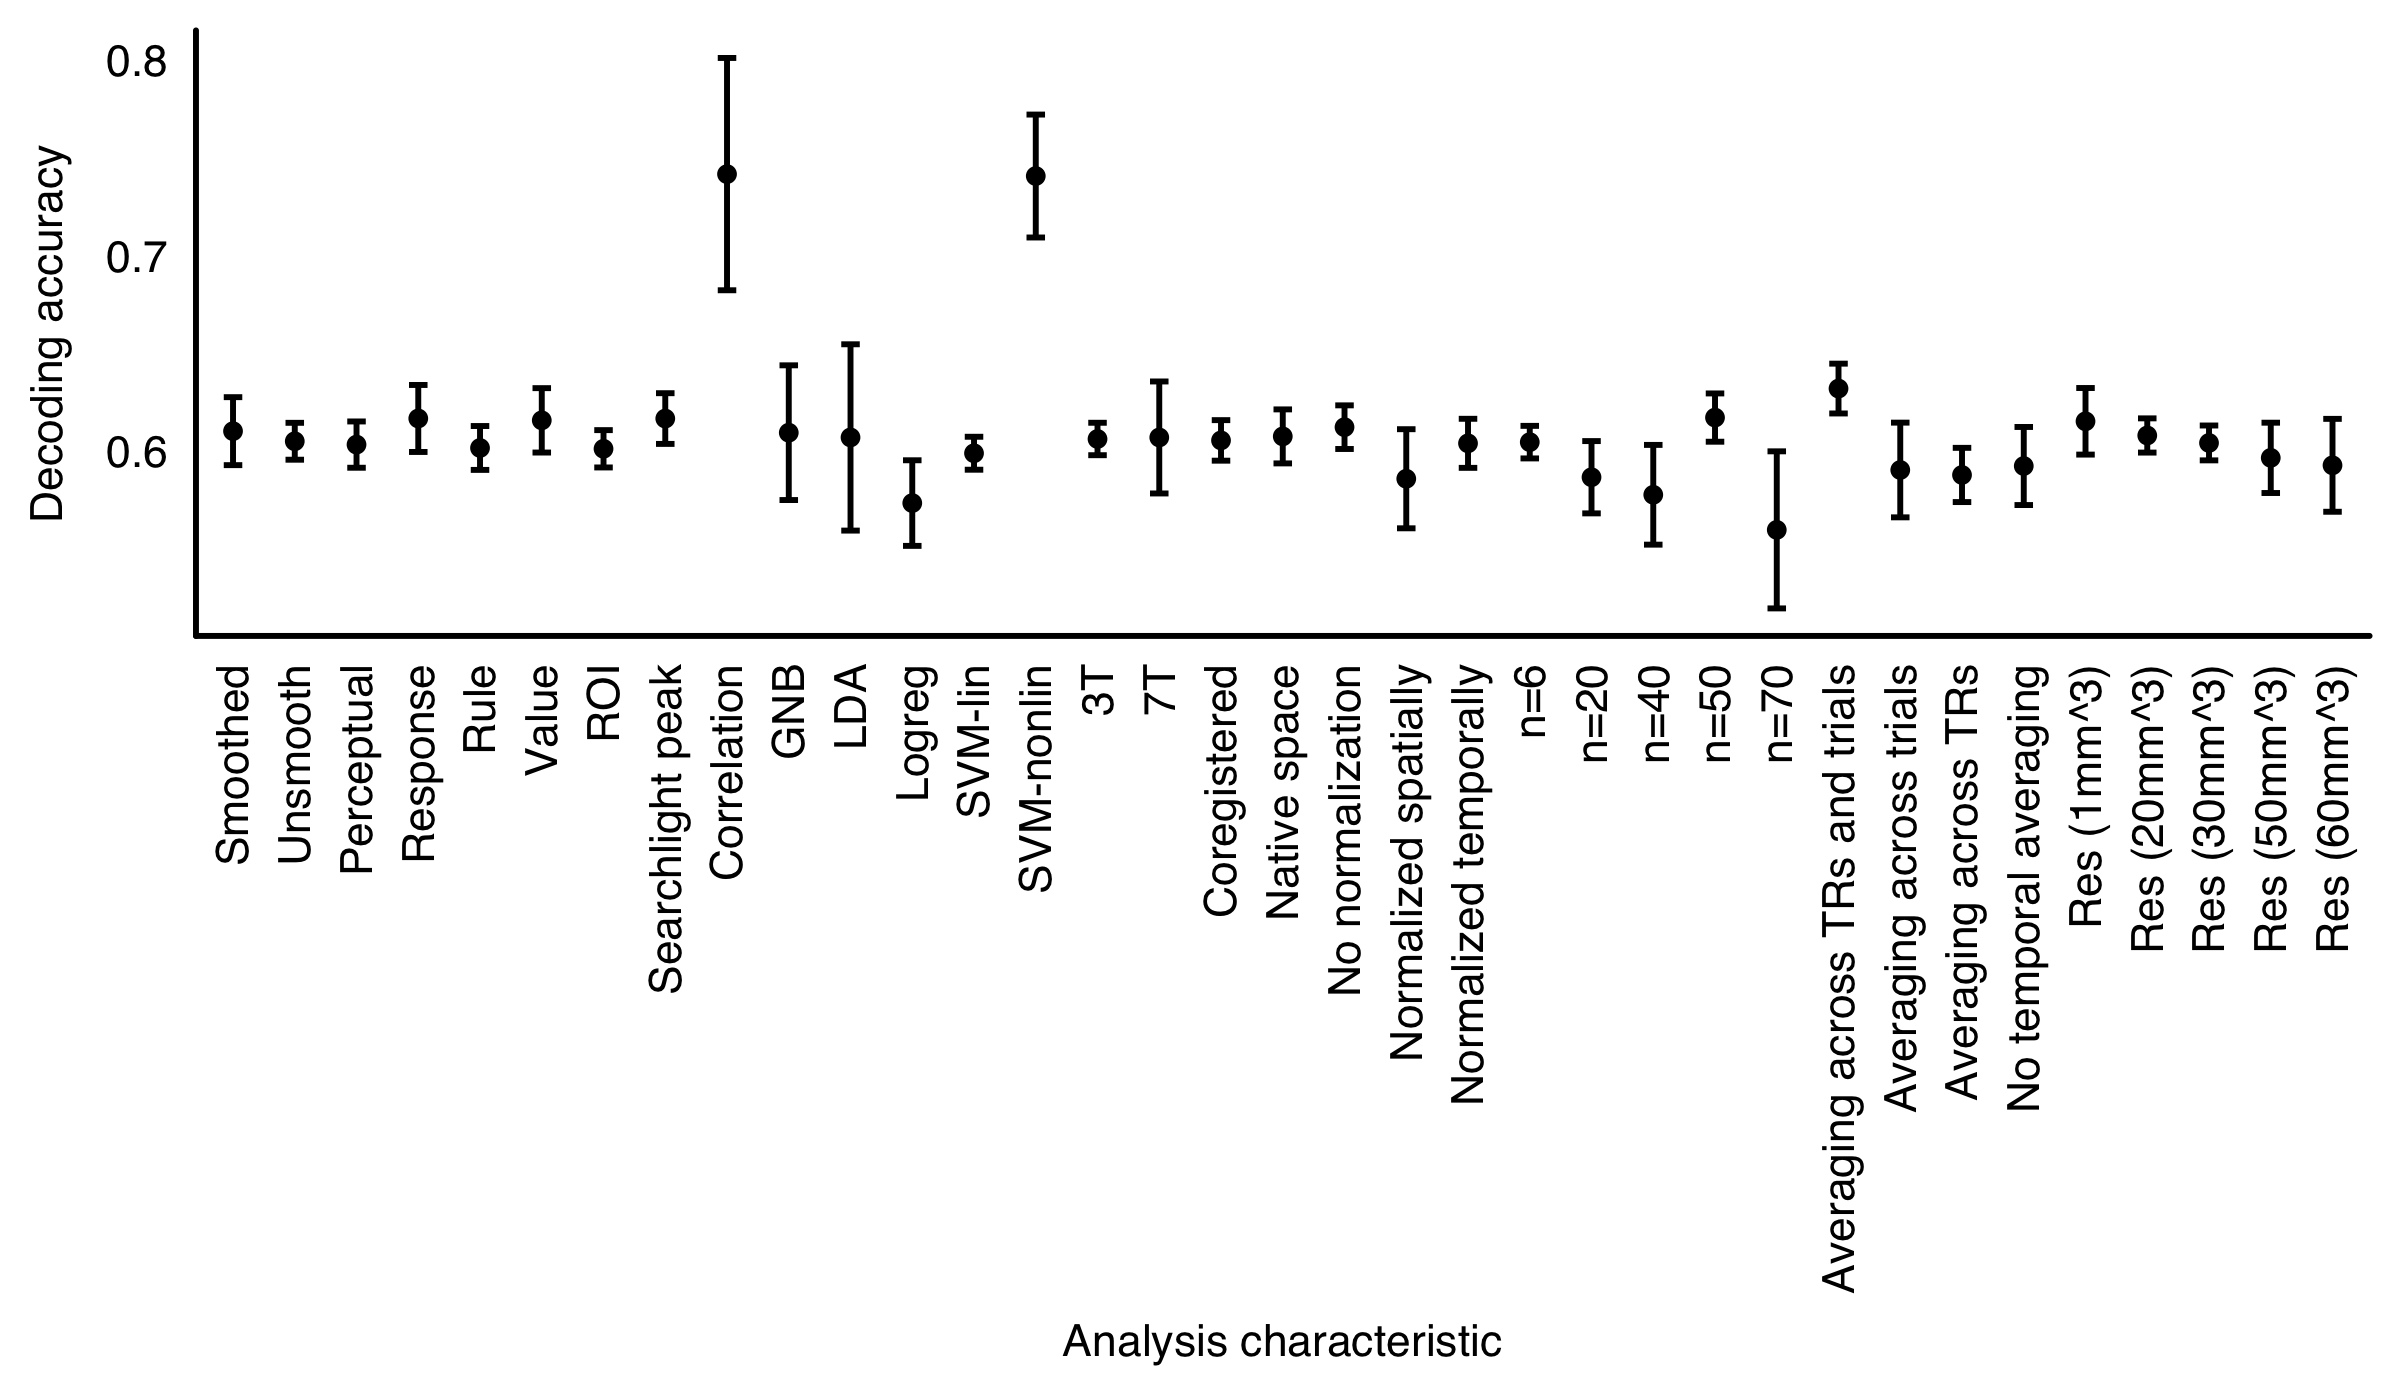 0.8
0.7
0.6
Decoding accuracy
Smoothed
Unsmooth
Perceptual
Response
Rule
Value
ROI
Searchlight peak
Correlation
GNB
LDA
Logreg
SVM-lin
SVM-nonlin
3T
7T
Coregistered
Native space
No normalization
Normalized spatially
Normalized temporally
n=6
n=20
n=40
n=50
n=70
Averaging across TRs and trials
Averaging across trials
Averaging across TRs
No temporal averaging
Res (1mm^3)
Res (20mm^3)
Res (30mm^3)
Res (50mm^3)
Res (60mm^3)
Analysis characteristic